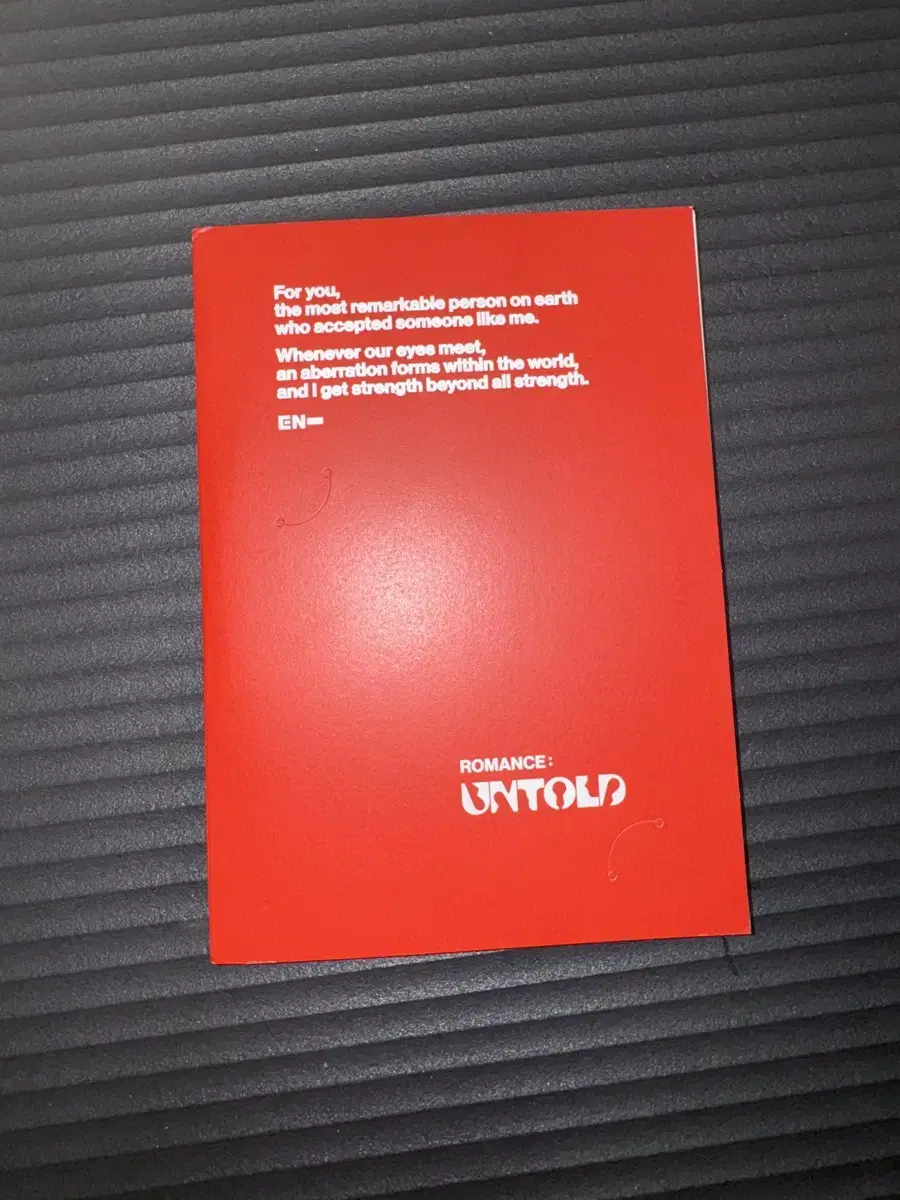 For you,
the most remarkable person on earth
who accepted someone like me.
Whenever our eyes meet,
an aberration forms within the world,
and I get strength beyond all strength.
EN–
ROMANCE:
UNTOLD